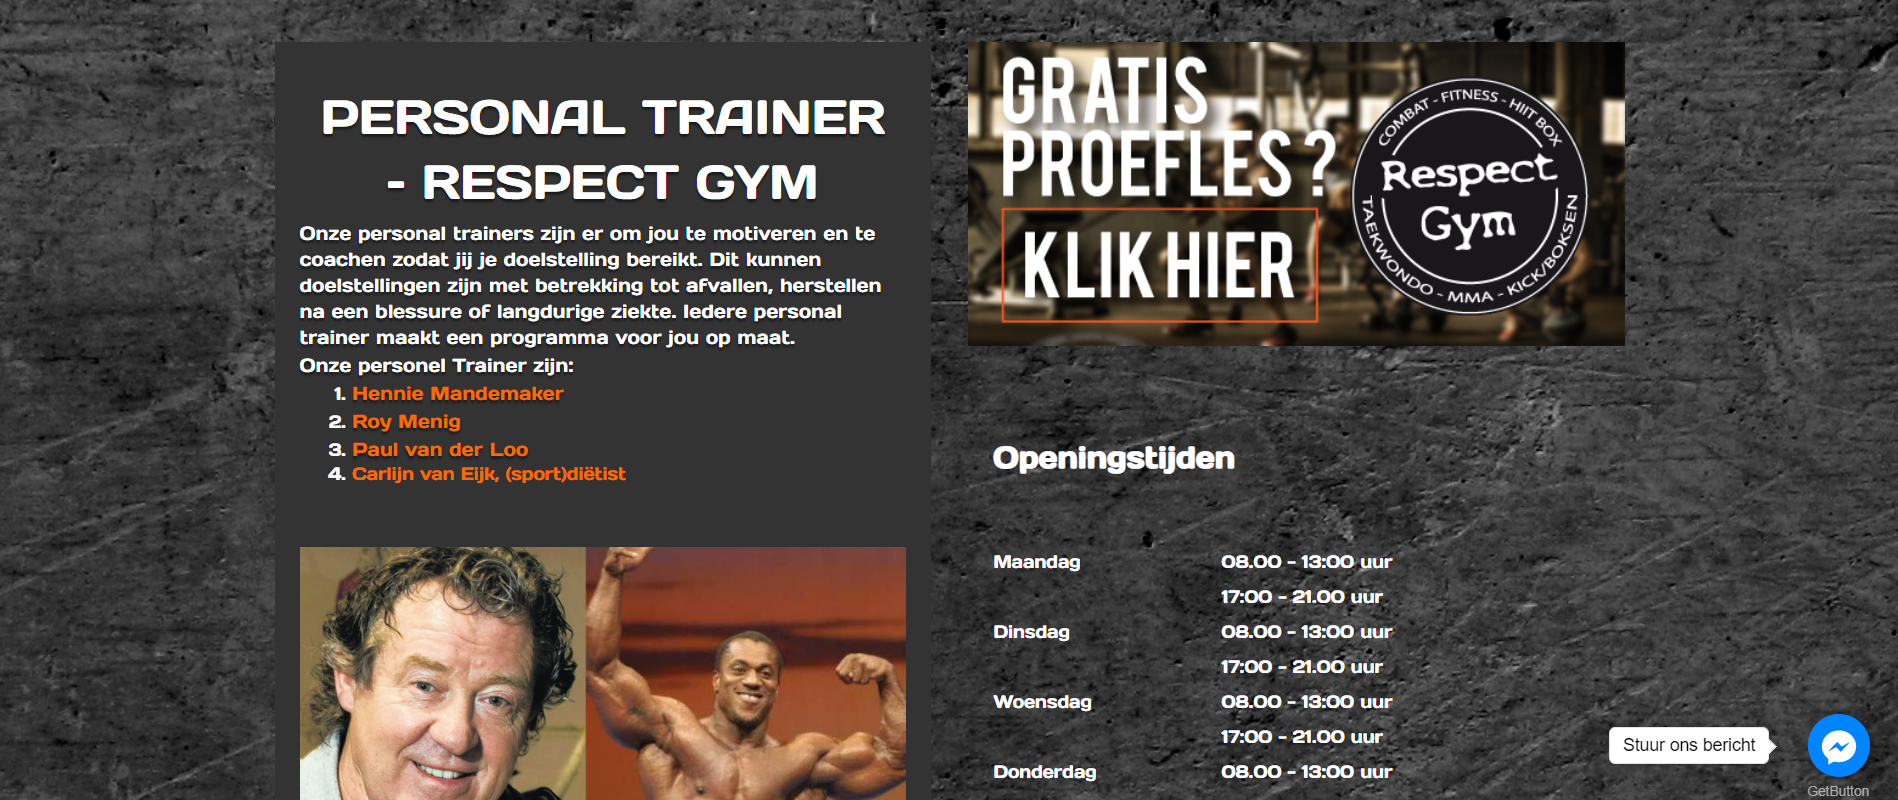 PERSONAL TRAINER
- RESPECT GYM
Onze personal trainers zijn er om jou te motiveren en te
coachen zodat jij je doelstelling bereikt. Dit kunnen
doelstellingen zijn met betrekking tot afvallen, herstellen
na een blessure of langdurige ziekte. Iedere personal
trainer maakt een programma voor jou op maat.
Onze personel Trainer zijn:
1. Hennie Mandemaker
2. Roy Menig
3. Paul van der Loo
4. Carlijn van Eijk, (sport)diëtist
GRATIS
PROEFLES ?
KLIK HIER
COMBAT - FITNESS - HIIT BOX
Respect
Gym
TAEKWONDO - MMA - KICK/BOKSEN
Openingstijden
Maandag 08.00 - 13:00 uur
17:00 - 21.00 uur
Dinsdag 08.00 - 13:00 uur
17:00 - 21.00 uur
Woensdag 08.00 - 13:00 uur
17:00 - 21.00 uur
Donderdag 08.00 - 13:00 uur
Stuur ons bericht
GetButton